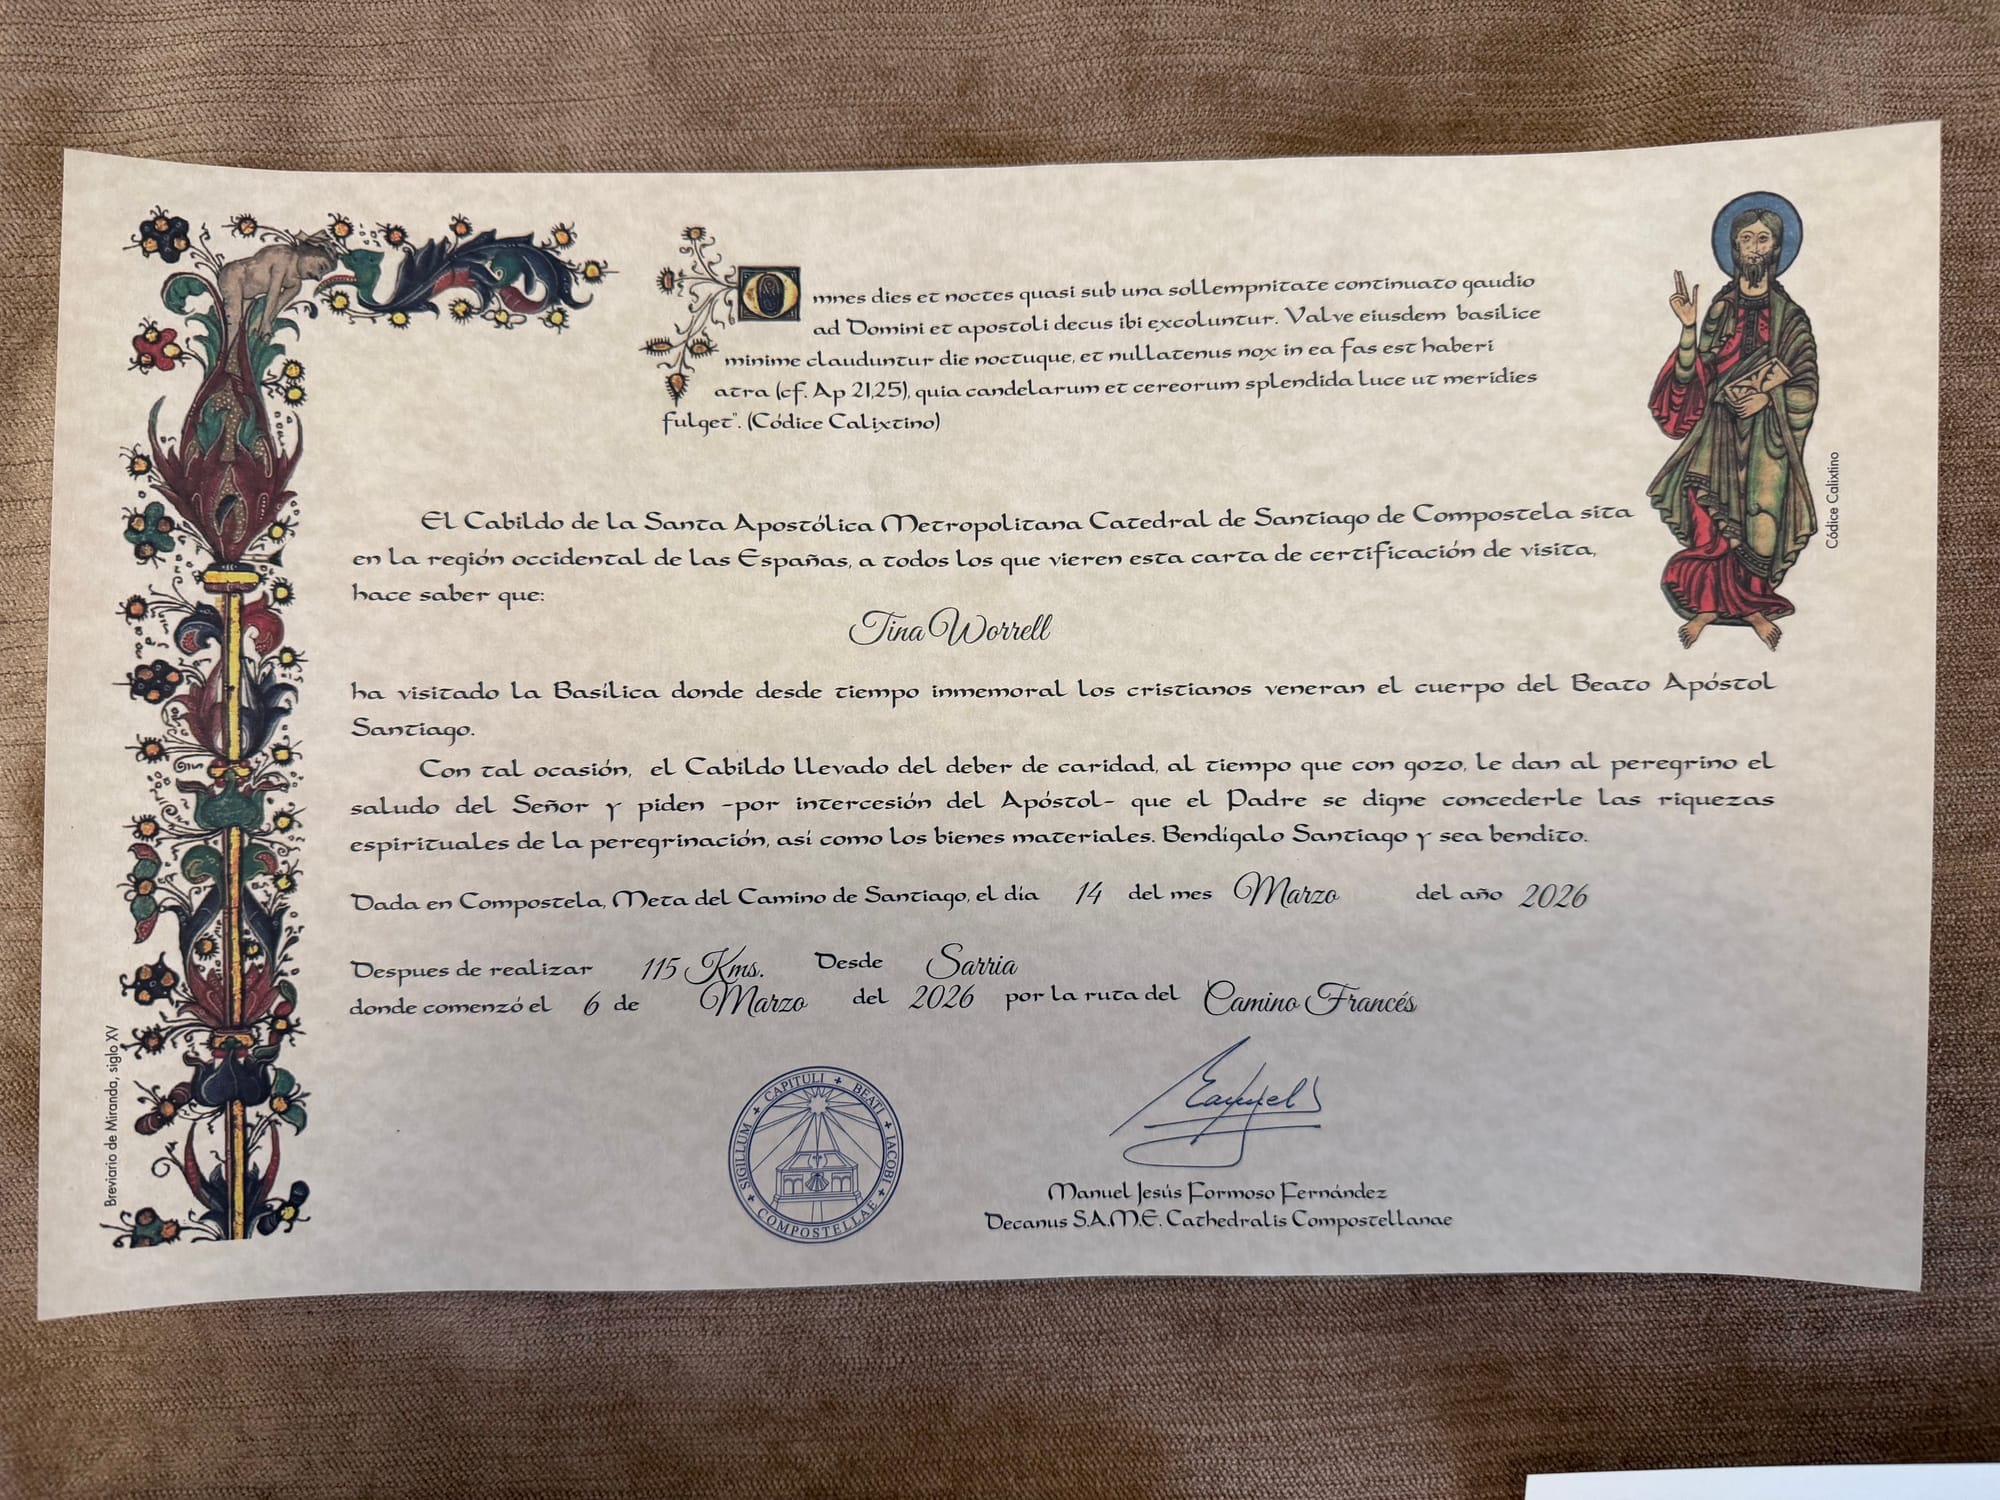 Omnes dies et noctes quasi sub una sollempnitate continuato gaudio
ad Domini et apostoli decus ibi excoluntur. Valve eiusdem basilice
minime clauduntur die noctuque, et nullatenus nox in ea fas est haberi
atra (cf. Ap 21,25), quia candelarum et cereorum splendida luce ut meridies
fulget". (Códice Calixtino)
Códice Calixtino
El Cabildo de la Santa Apostólica Metropolitana Catedral de Santiago de Compostela sita
en la región occidental de las Españas, a todos los que vieren esta carta de certificación de visita,
hace saber que:
Tina Worrell
ha visitado la Basílica donde desde tiempo inmemoral los cristianos veneran el cuerpo del Beato Apóstol
Santiago.
Con tal ocasión, el Cabildo llevado del deber de caridad, al tiempo que con gozo, le dan al peregrino el
saludo del Señor y piden -por intercesión del Apóstol- que el Padre se digne concederle las riquezas
espirituales de la peregrinación, así como los bienes materiales. Bendígalo Santiago y sea bendito.
Dada en Compostela, Meta del Camino de Santiago, el día 14 del mes Marzo del año 2026
Despues de realizar 115 Kms. Desde Sarria
donde comenzó el 6 de Marzo del 2026 por la ruta del Camino Francés
Breviario de Miranda, siglo XV
SIGILLUM + CAPITULI + BEATI + IACOBI + COMPOSTELLAE +
Manuel Jesús Formoso Fernández
Decanus S.A.M.E. Cathedralis Compostellanae